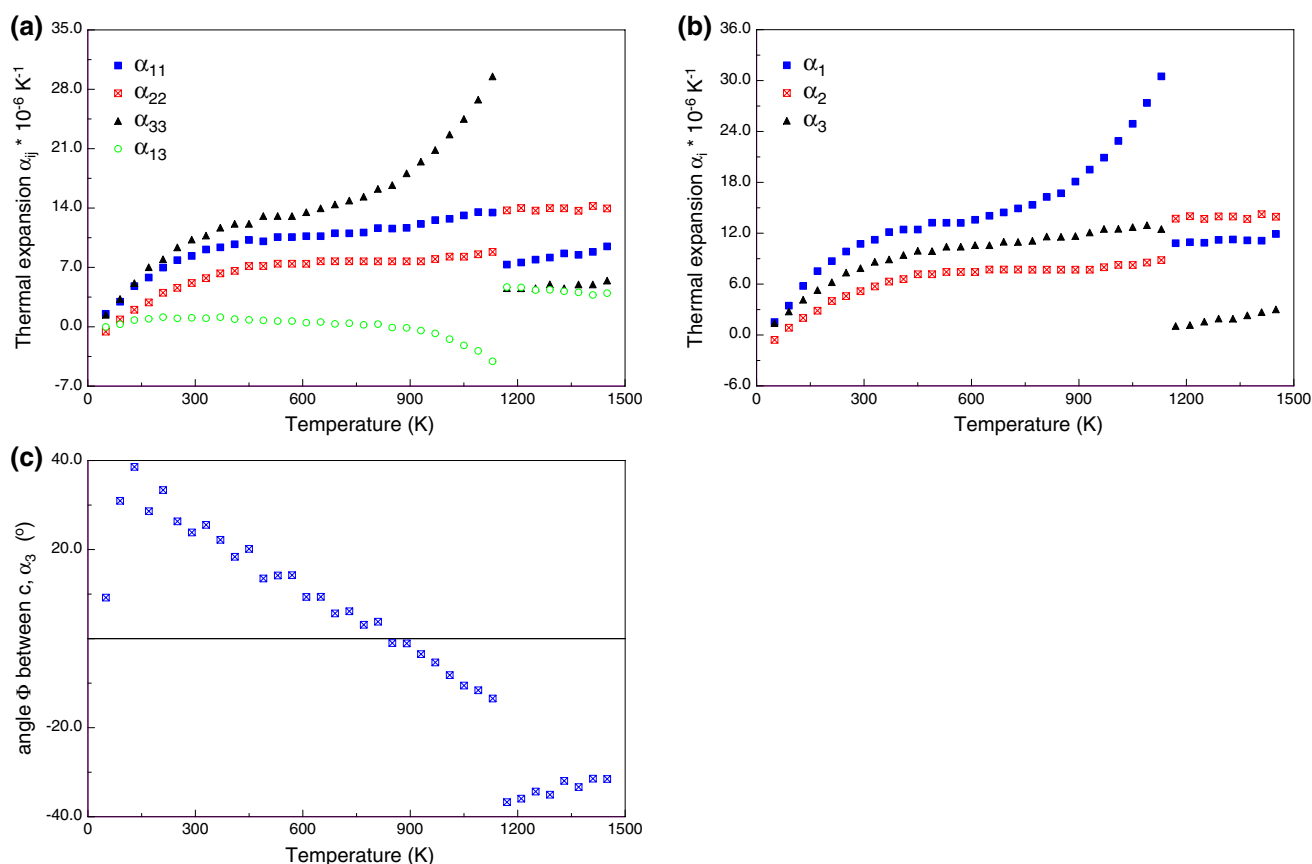 (a)
35.0
28.0
21.0
14.0
7.0
0.0
-7.0
Thermal expansion αij * 10-6 K-1
α11
α22
α33
α13
0 300 600 900 1200 1500
Temperature (K)
(b)
36.0
30.0
24.0
18.0
12.0
6.0
0.0
-6.0
Thermal expansion αi * 10-6 K-1
α1
α2
α3
0 300 600 900 1200 1500
Temperature (K)
(c)
40.0
20.0
-20.0
-40.0
angle Φ between c, α3 (º)
0 300 600 900 1200 1500
Temperature (K)